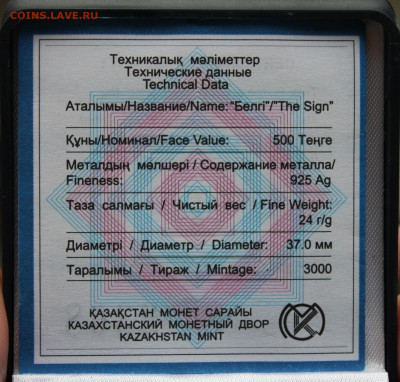 COINS.LAVE.RU
Техникалық мәліметтер
Технические данные
Technical Data
Аталымы/Название/Name: “Белгі”/“The Sign”
Құны/Номинал/Face Value: 500 Теңге
Металдың мөлшері / Содержание металла/
Fineness: 925 Ag
Таза салмағы / Чистый вес / Fine Weight:
24 г/g
Диаметрі / Диаметр / Diameter: 37.0 мм
Таралымы / Тираж / Mintage: 3000
ҚАЗАҚСТАН МОНЕТ САРАЙЫ
КАЗАХСТАНСКИЙ МОНЕТНЫЙ ДВОР
KAZAKHSTAN MINT